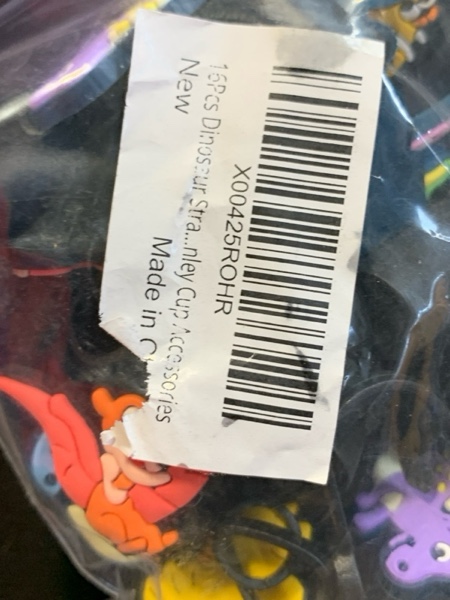 X00425ROHR
16Pcs Dinosaur Stra...nley Cup Accessories
New
Made in